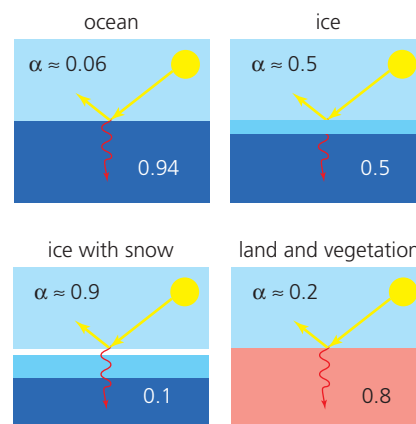 ocean
α ≈ 0.06
0.94
ice
α ≈ 0.5
0.5
ice with snow
α ≈ 0.9
0.1
land and vegetation
α ≈ 0.2
0.8